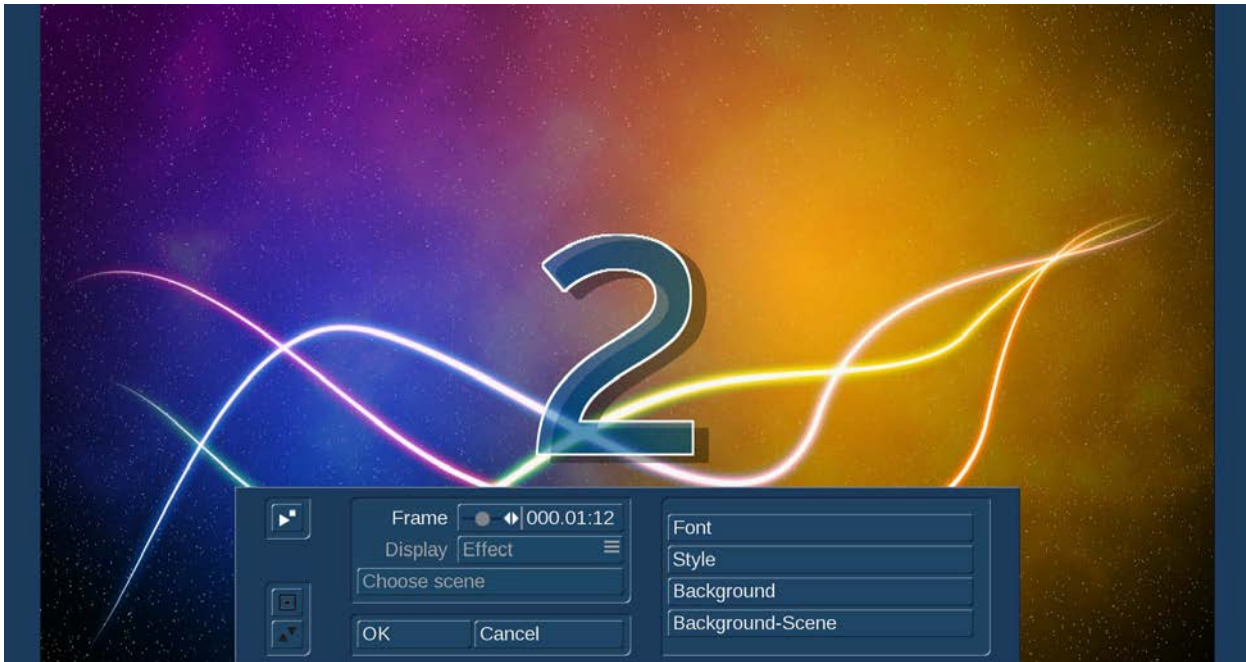 2
Frame 000.01:12
Display Effect
Choose scene
OK Cancel
Font
Style
Background
Background-Scene